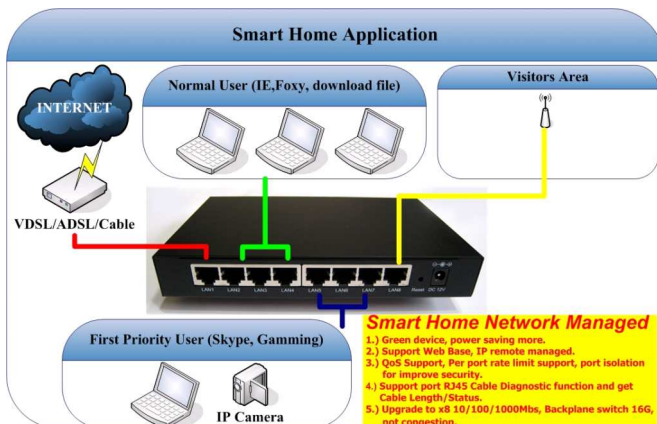 Smart Home Application
INTERNET
Normal User (IE,Foxy, download file)
Visitors Area
VDSL/ADSL/Cable
LAN1 LAN2 LAN3 LAN4 LAN5 LAN6 LAN7 LAN8 Reset DC 12V
First Priority User (Skype, Gamming)
IP Camera
Smart Home Network Managed
1.) Green device, power saving more.
2.) Support Web Base, IP remote managed.
3.) QoS Support, Per port rate limit support, port isolation
for improve security.
4.) Support port RJ45 Cable Diagnostic function and get
Cable Length/Status.
5.) Upgrade to x8 10/100/1000Mbs, Backplane switch 16G,
not congestion.